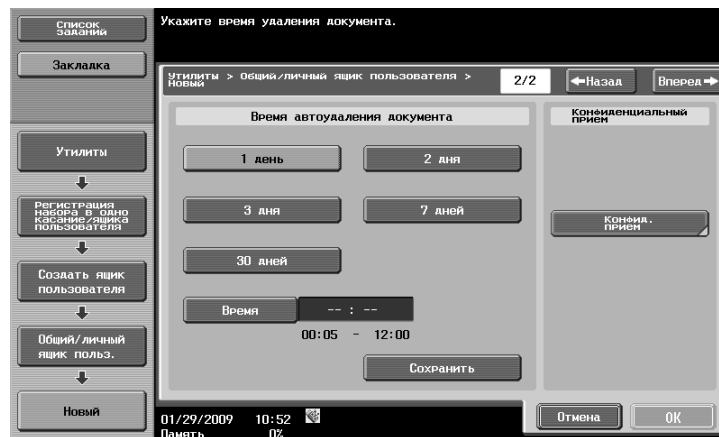 Список
заданий
Закладка
Утилиты
Регистрация
набора в одно
касание/ящика
пользователя
Создать ящик
пользователя
Общий/личный
ящик польз.
Новый
Укажите время удаления документа.
Утилиты > Общий/личный ящик пользователя >
Новый
2/2
←Назад
Вперед→
Время автоудаления документа
1 день
2 дня
3 дня
7 дней
30 дней
Время
-- : --
00:05 - 12:00
Сохранить
Конфиденциальный
прием
Конфид.
прием
01/29/2009 10:52
Память 0%
Отмена
OK